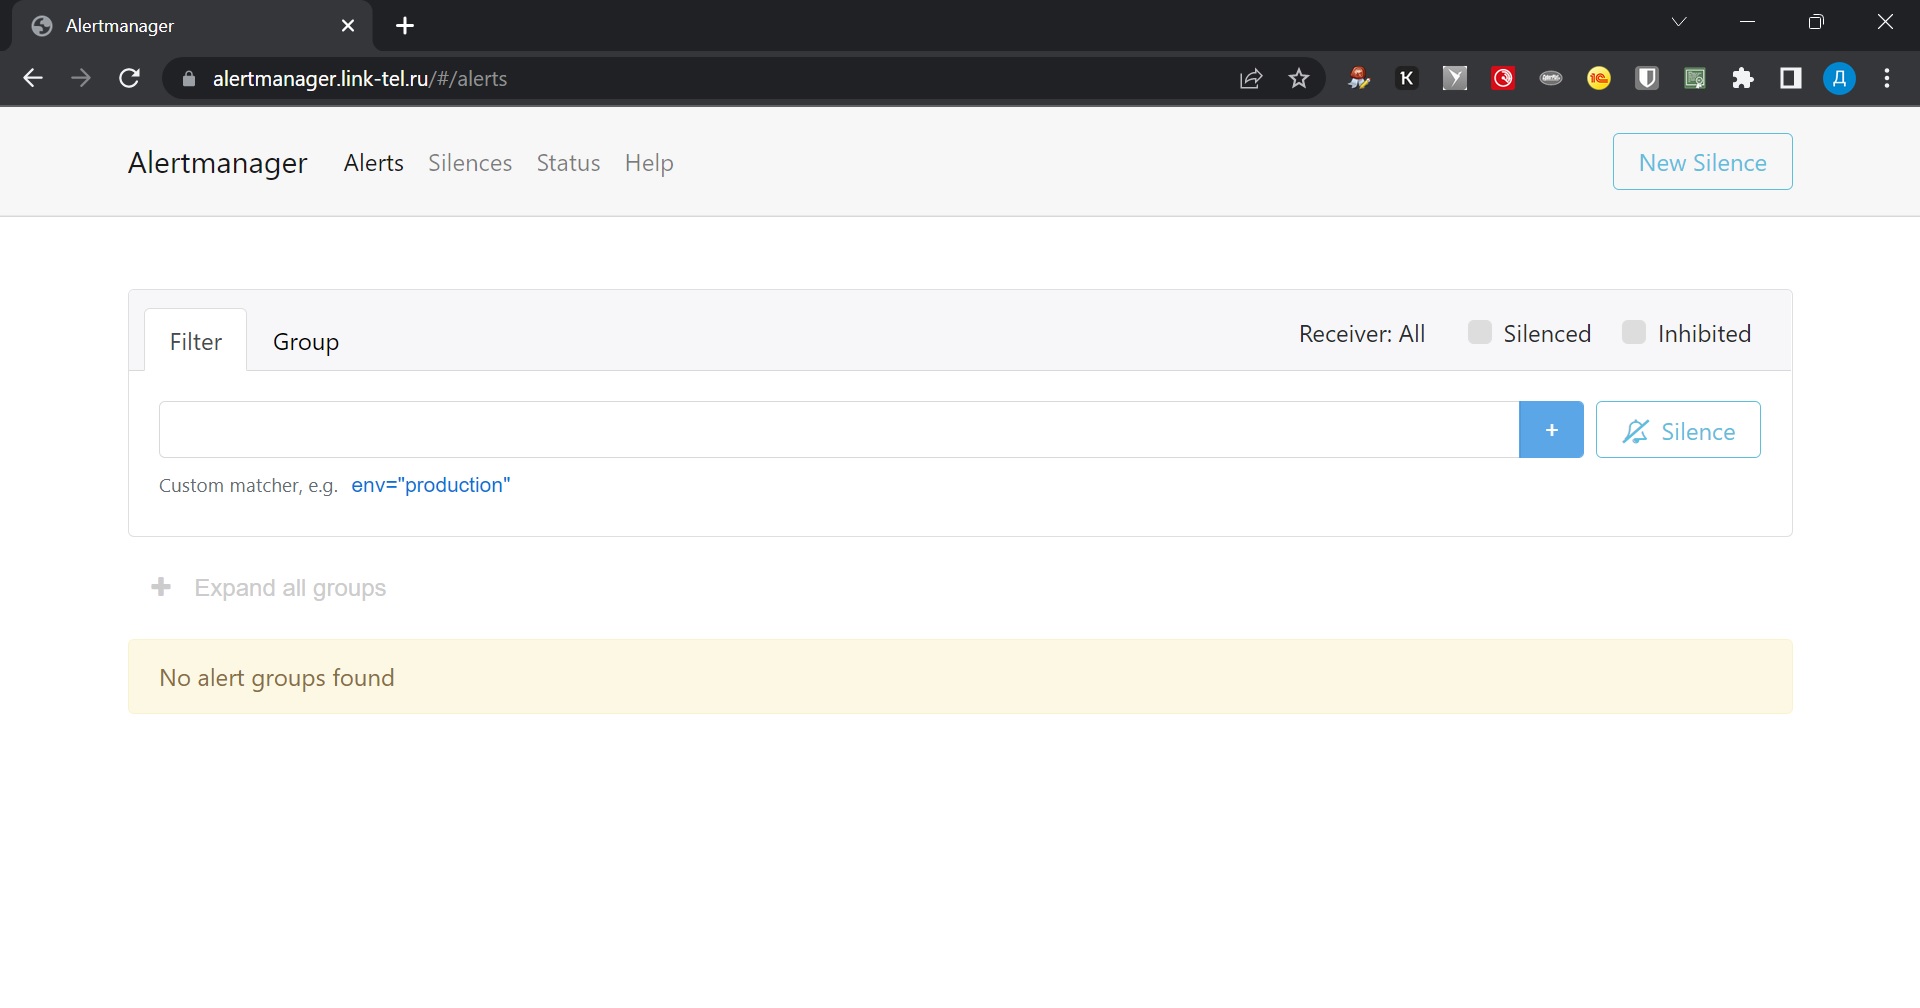 Alertmanager
alertmanager.link-tel.ru/#/alerts
K
Д
Alertmanager Alerts Silences Status Help New Silence
Filter Group Receiver: All Silenced Inhibited
+ Silence
Custom matcher, e.g. env="production"
+ Expand all groups
No alert groups found